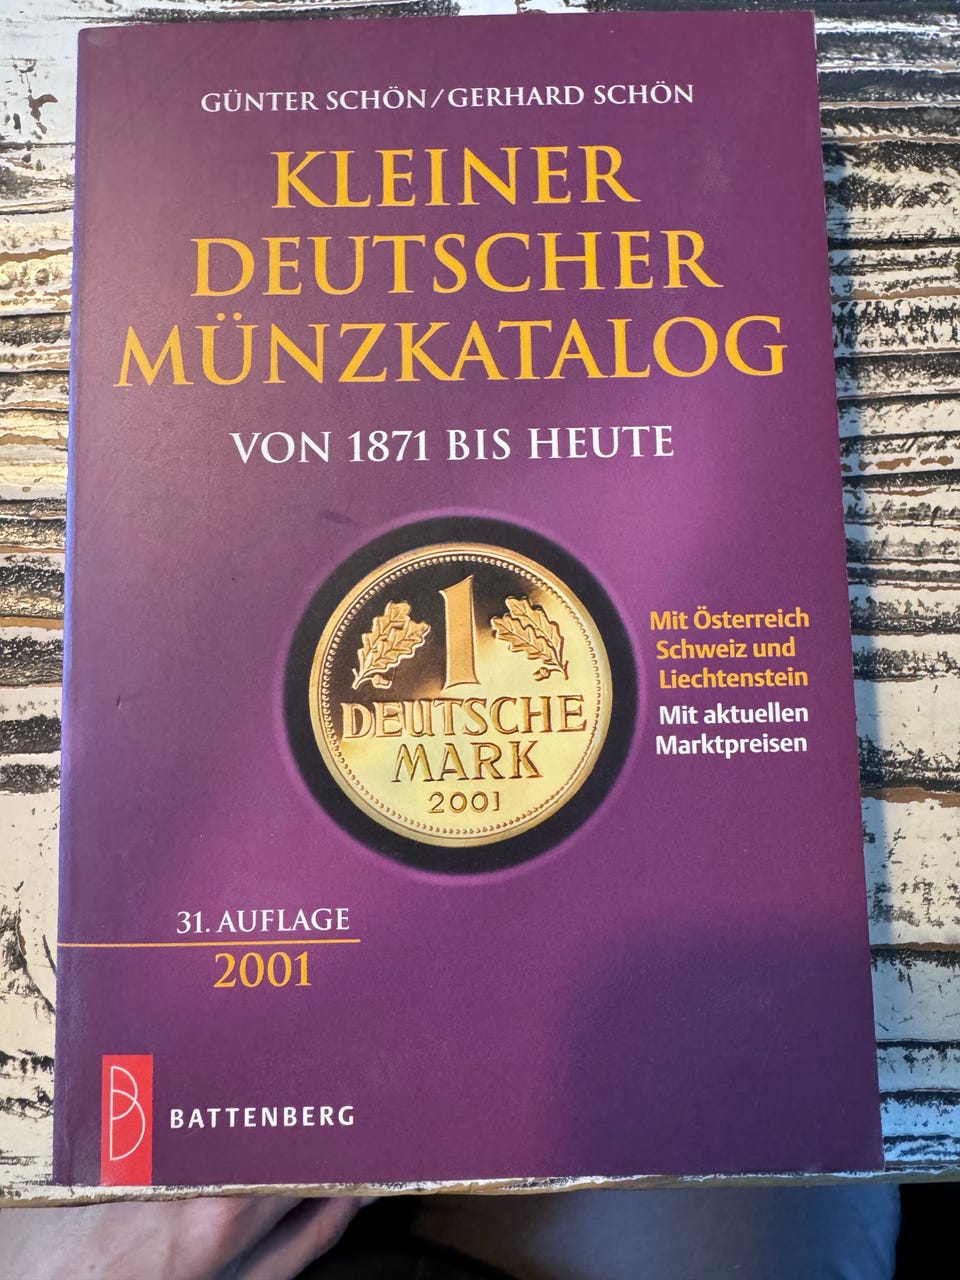 GÜNTER SCHÖN/GERHARD SCHÖN
KLEINER
DEUTSCHER
MÜNZKATALOG
VON 1871 BIS HEUTE
1
DEUTSCHE
MARK
2001
Mit Österreich
Schweiz und
Liechtenstein
Mit aktuellen
Marktpreisen
31. AUFLAGE
2001
BATTENBERG